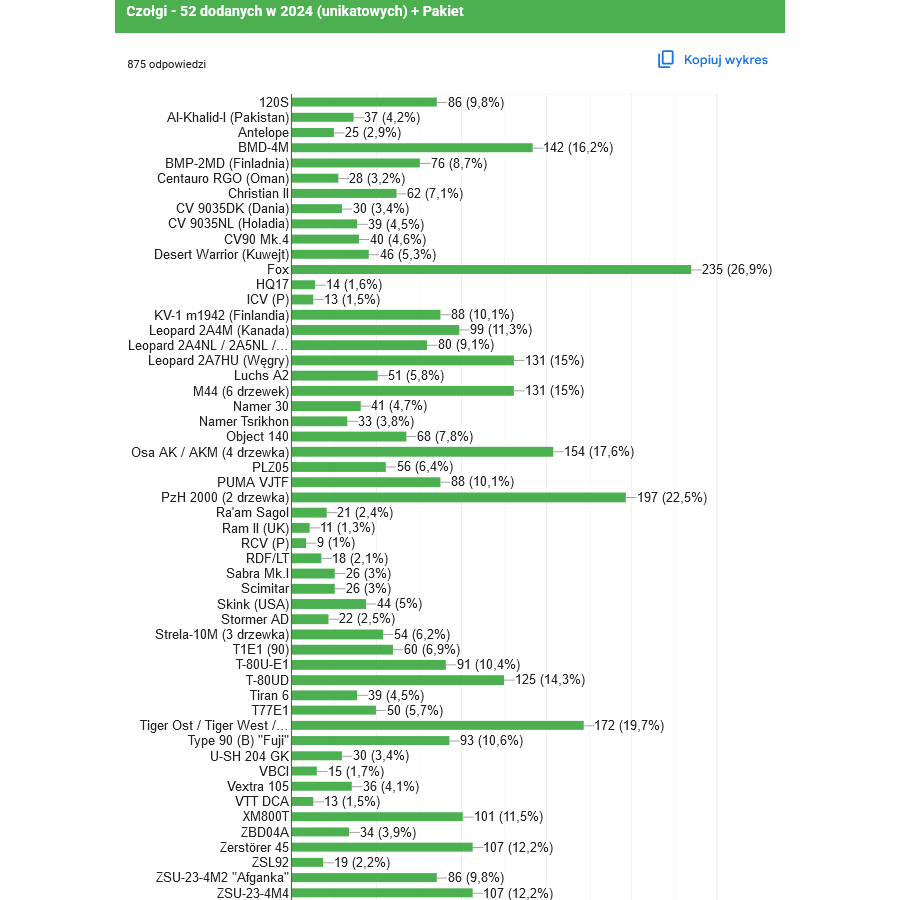 Czołgi - 52 dodanych w 2024 (unikatowych) + Pakiet
875 odpowiedzi
Kopiuj wykres
120S 86 (9,8%)
Al-Khalid-I (Pakistan) 37 (4,2%)
Antelope 25 (2,9%)
BMD-4M 142 (16,2%)
BMP-2MD (Finladnia) 76 (8,7%)
Centauro RGO (Oman) 28 (3,2%)
Christian II 62 (7,1%)
CV 9035DK (Dania) 30 (3,4%)
CV 9035NL (Holadia) 39 (4,5%)
CV90 Mk.4 40 (4,6%)
Desert Warrior (Kuwejt) 46 (5,3%)
Fox 235 (26,9%)
HQ17 14 (1,6%)
ICV (P) 13 (1,5%)
KV-1 m1942 (Finlandia) 88 (10,1%)
Leopard 2A4M (Kanada) 99 (11,3%)
Leopard 2A4NL / 2A5NL /... 80 (9,1%)
Leopard 2A7HU (Węgry) 131 (15%)
Luchs A2 51 (5,8%)
M44 (6 drzewek) 131 (15%)
Namer 30 41 (4,7%)
Namer Tsrikhon 33 (3,8%)
Object 140 68 (7,8%)
Osa AK / AKM (4 drzewka) 154 (17,6%)
PLZ05 56 (6,4%)
PUMA VJTF 88 (10,1%)
PzH 2000 (2 drzewka) 197 (22,5%)
Ra'am Sagol 21 (2,4%)
Ram II (UK) 11 (1,3%)
RCV (P) 9 (1%)
RDF/LT 18 (2,1%)
Sabra Mk.I 26 (3%)
Scimitar 26 (3%)
Skink (USA) 44 (5%)
Stormer AD 22 (2,5%)
Strela-10M (3 drzewka) 54 (6,2%)
T1E1 (90) 60 (6,9%)
T-80U-E1 91 (10,4%)
T-80UD 125 (14,3%)
Tiran 6 39 (4,5%)
T77E1 50 (5,7%)
Tiger Ost / Tiger West /... 172 (19,7%)
Type 90 (B) "Fuji" 93 (10,6%)
U-SH 204 GK 30 (3,4%)
VBCI 15 (1,7%)
Vextra 105 36 (4,1%)
VTT DCA 13 (1,5%)
XM800T 101 (11,5%)
ZBD04A 34 (3,9%)
Zerstörer 45 107 (12,2%)
ZSL92 19 (2,2%)
ZSU-23-4M2 "Afganka" 86 (9,8%)
ZSU-23-4M4 107 (12,2%)